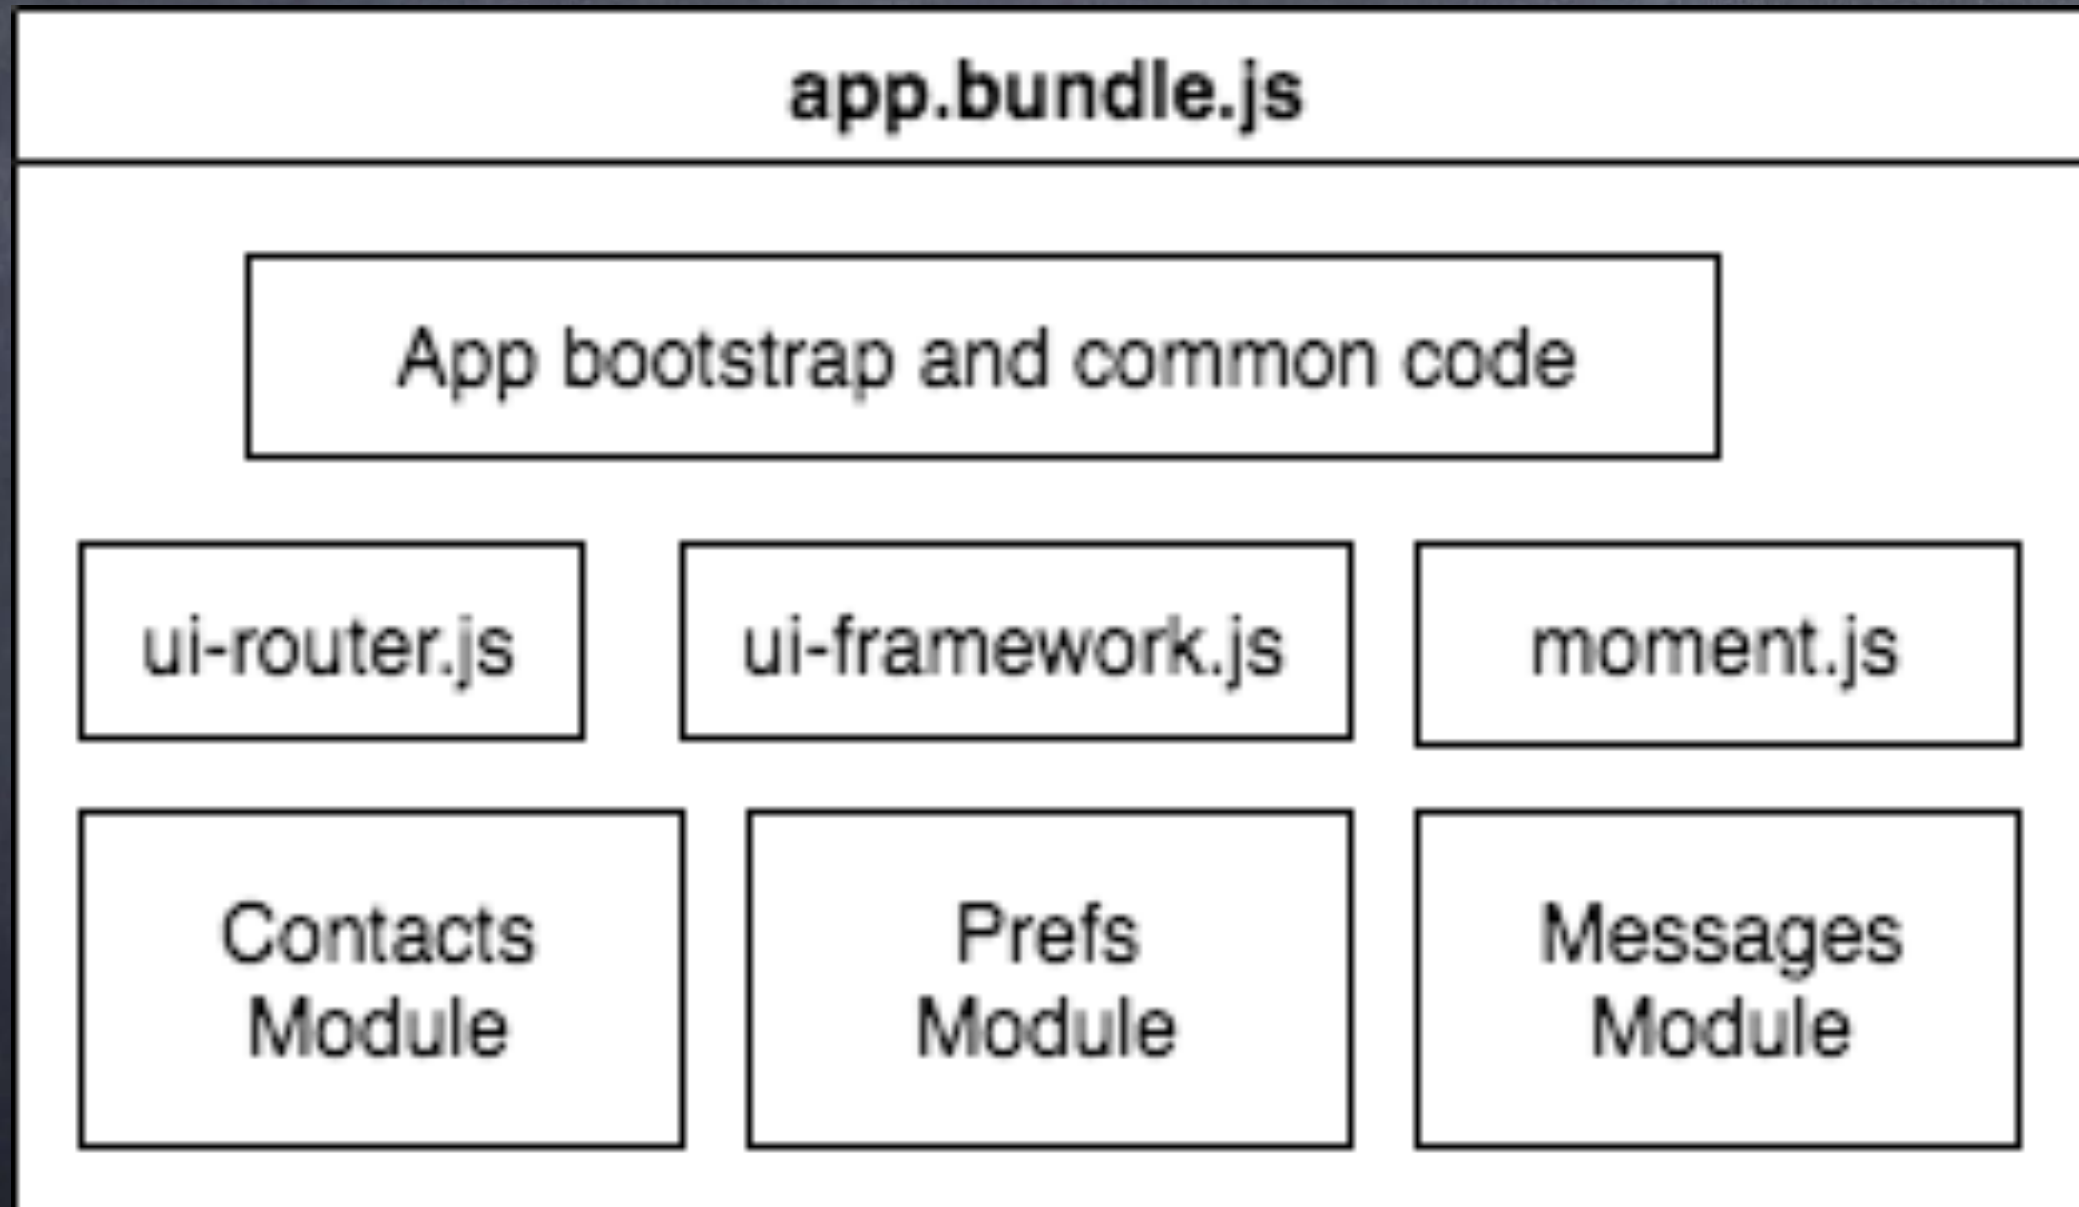 app.bundle.js
App bootstrap and common code
ui-router.js
ui-framework.js
moment.js
Contacts
Module
Prefs
Module
Messages
Module